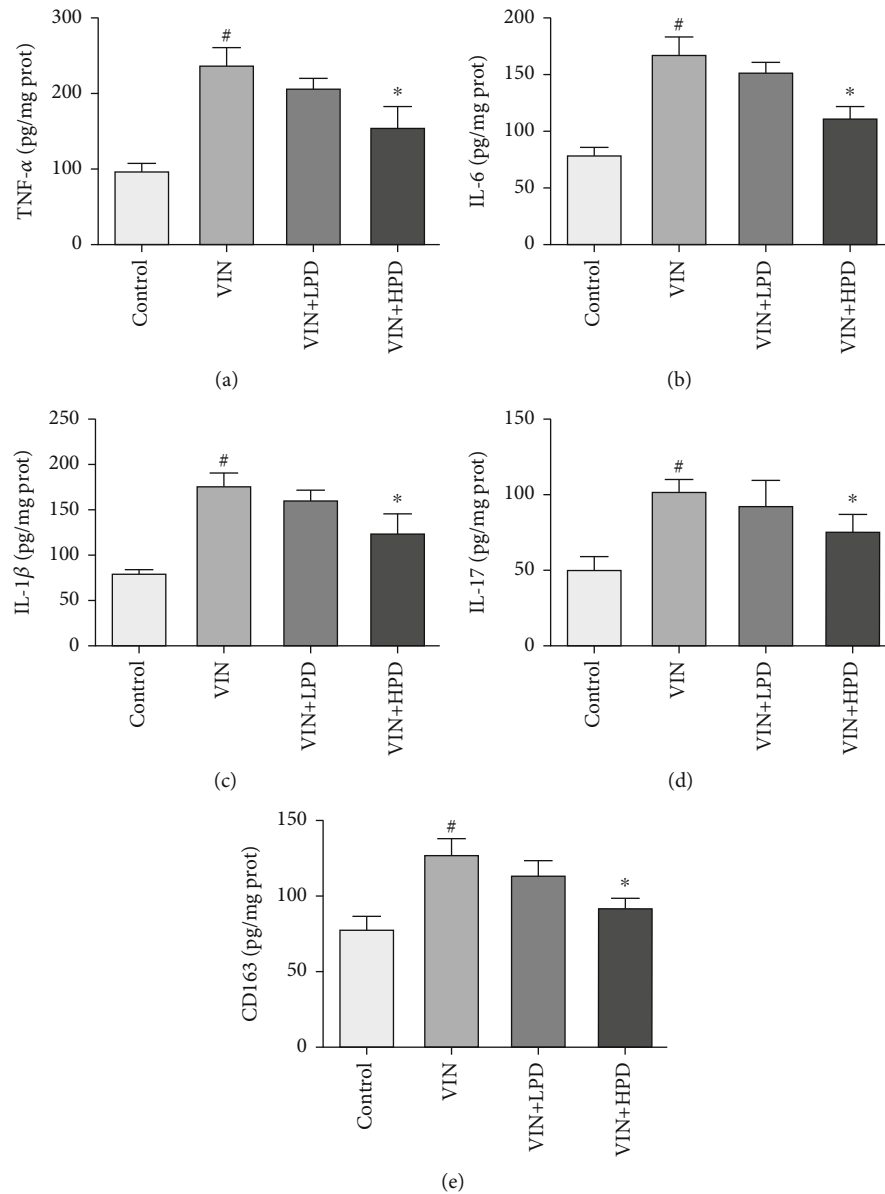 TNF-α (pg/mg prot)
300
200
100
0
#
*
Control
VIN
VIN+LPD
VIN+HPD
(a)
IL-6 (pg/mg prot)
200
150
100
50
0
#
*
Control
VIN
VIN+LPD
VIN+HPD
(b)
IL-1β (pg/mg prot)
250
200
150
100
50
0
#
*
Control
VIN
VIN+LPD
VIN+HPD
(c)
IL-17 (pg/mg prot)
150
100
50
0
#
*
Control
VIN
VIN+LPD
VIN+HPD
(d)
CD163 (pg/mg prot)
150
100
50
0
#
*
Control
VIN
VIN+LPD
VIN+HPD
(e)